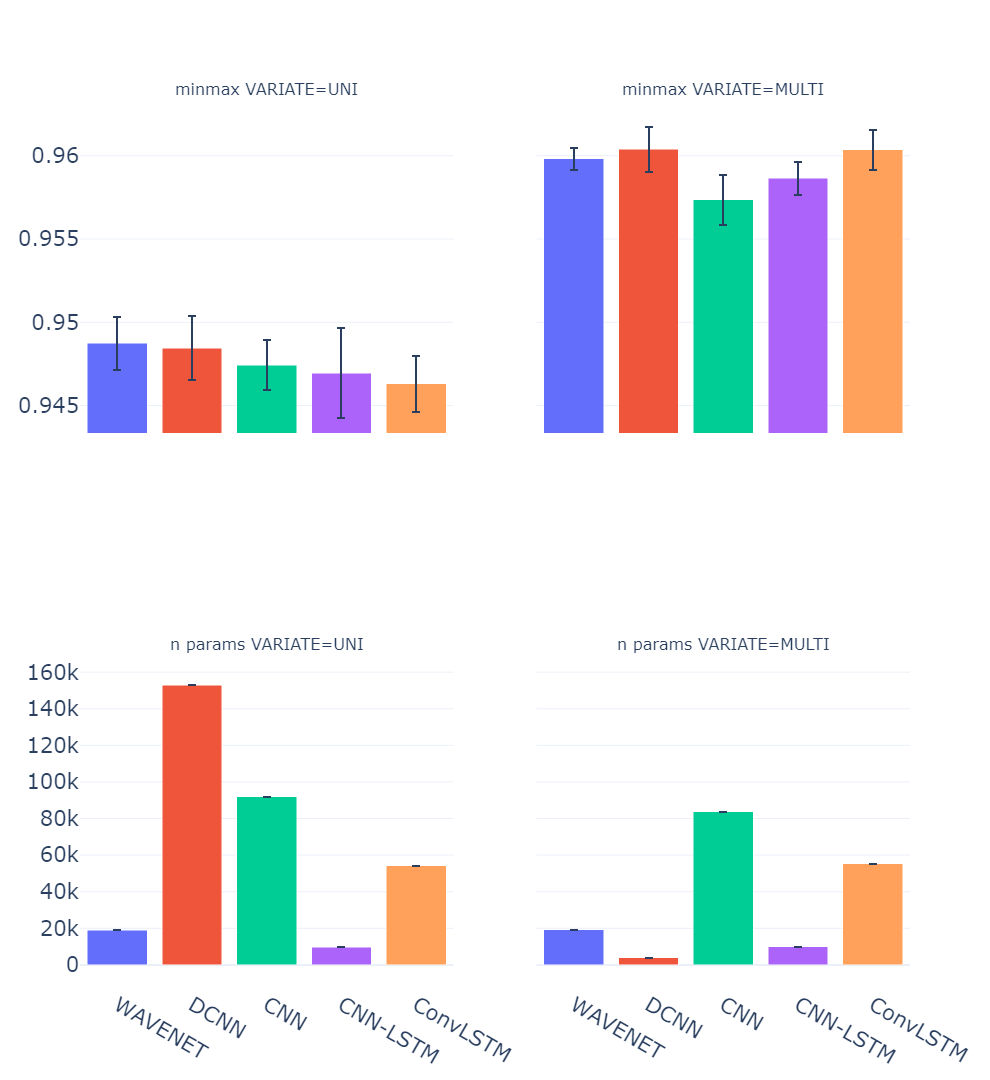 minmax VARIATE=UNI
minmax VARIATE=MULTI
0.96
0.955
0.95
0.945
n params VARIATE=UNI
n params VARIATE=MULTI
160k
140k
120k
100k
80k
60k
40k
20k
0
WAVENET
DCNN
CNN
CNN-LSTM
ConvLSTM
WAVENET
DCNN
CNN
CNN-LSTM
ConvLSTM